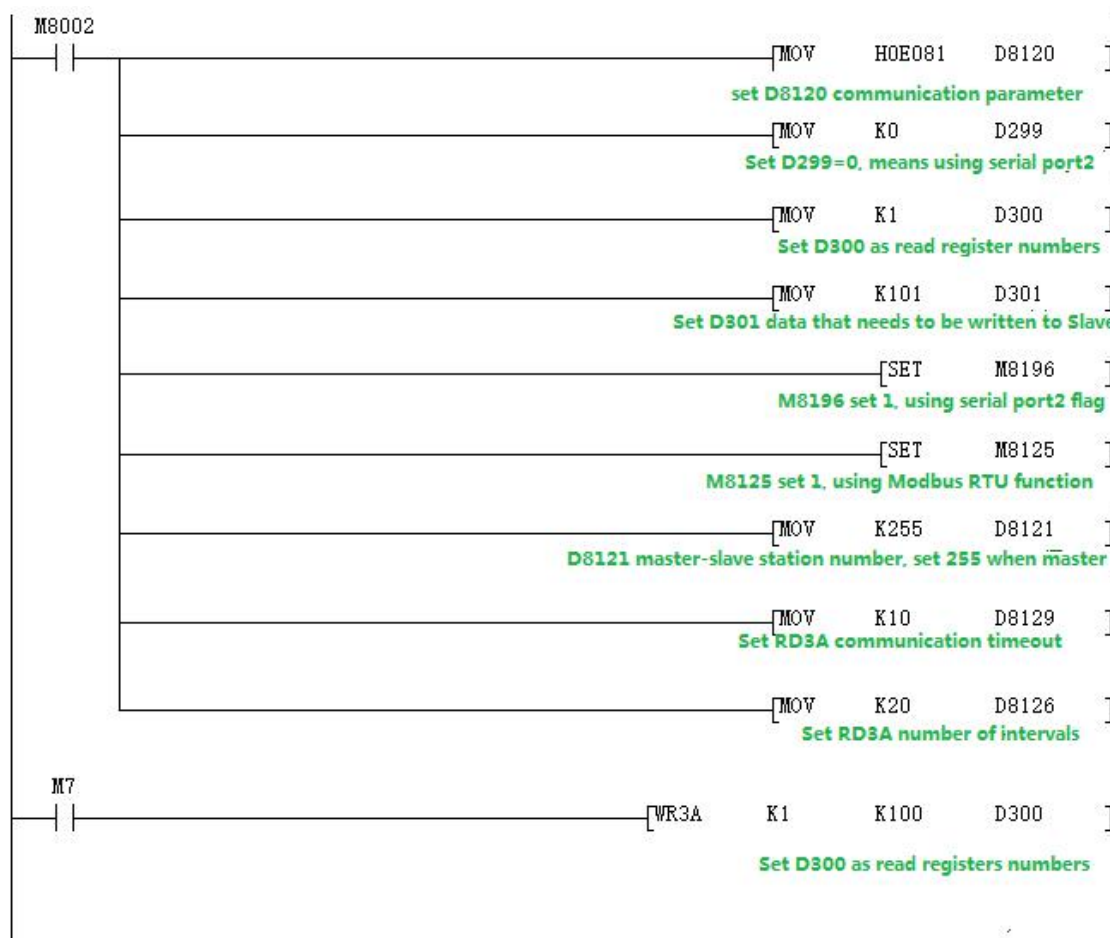 M8002
MOV H0E081 D8120
set D8120 communication parameter
MOV K0 D299
Set D299=0, means using serial port2
MOV K1 D300
Set D300 as read register numbers
MOV K101 D301
Set D301 data that needs to be written to Slave
SET M8196
M8196 set 1, using serial port2 flag
SET M8125
M8125 set 1, using Modbus RTU function
MOV K255 D8121
D8121 master-slave station number, set 255 when master
MOV K10 D8129
Set RD3A communication timeout
MOV K20 D8126
Set RD3A number of intervals
M7
WR3A K1 K100 D300
Set D300 as read registers numbers